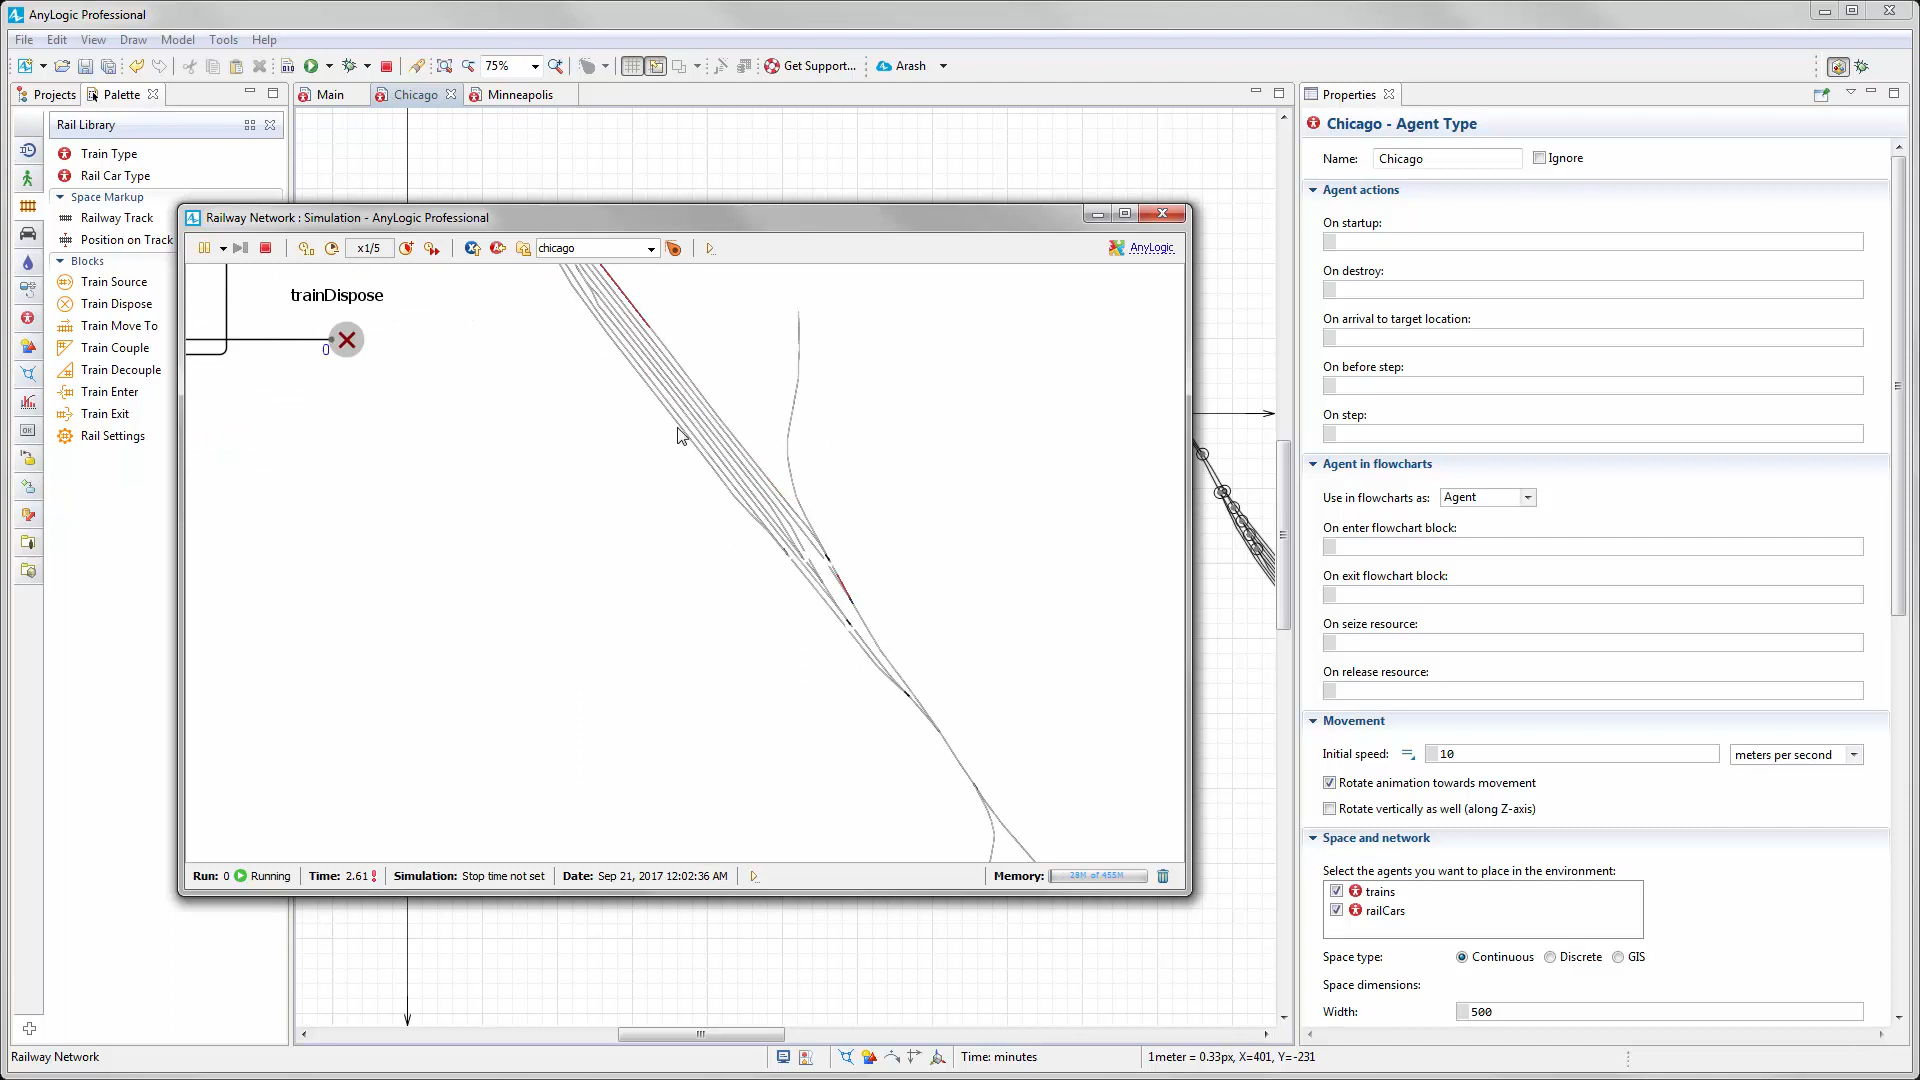 AnyLogic Professional
File Edit View Draw Model Tools Help
75% Get Support... Arash
Projects Palette
Main Chicago Minneapolis
Properties
Rail Library
Train Type
Rail Car Type
Space Markup
Railway Track
Position on Track
Blocks
Train Source
Train Dispose
Train Move To
Train Couple
Train Decouple
Train Enter
Train Exit
Rail Settings
Railway Network : Simulation - AnyLogic Professional
x1/5 chicago AnyLogic
trainDispose
0
Run: 0 Running Time: 2.61 Simulation: Stop time not set Date: Sep 21, 2017 12:02:36 AM Memory: 28M of 455M
Chicago - Agent Type
Name: Chicago Ignore
Agent actions
On startup:
On destroy:
On arrival to target location:
On before step:
On step:
Agent in flowcharts
Use in flowcharts as: Agent
On enter flowchart block:
On exit flowchart block:
On seize resource:
On release resource:
Movement
Initial speed: 10 meters per second
Rotate animation towards movement
Rotate vertically as well (along Z-axis)
Space and network
Select the agents you want to place in the environment:
trains
railCars
Space type: Continuous Discrete GIS
Space dimensions:
Width: 500
Railway Network Time: minutes 1meter = 0.33px, X=401, Y=-231